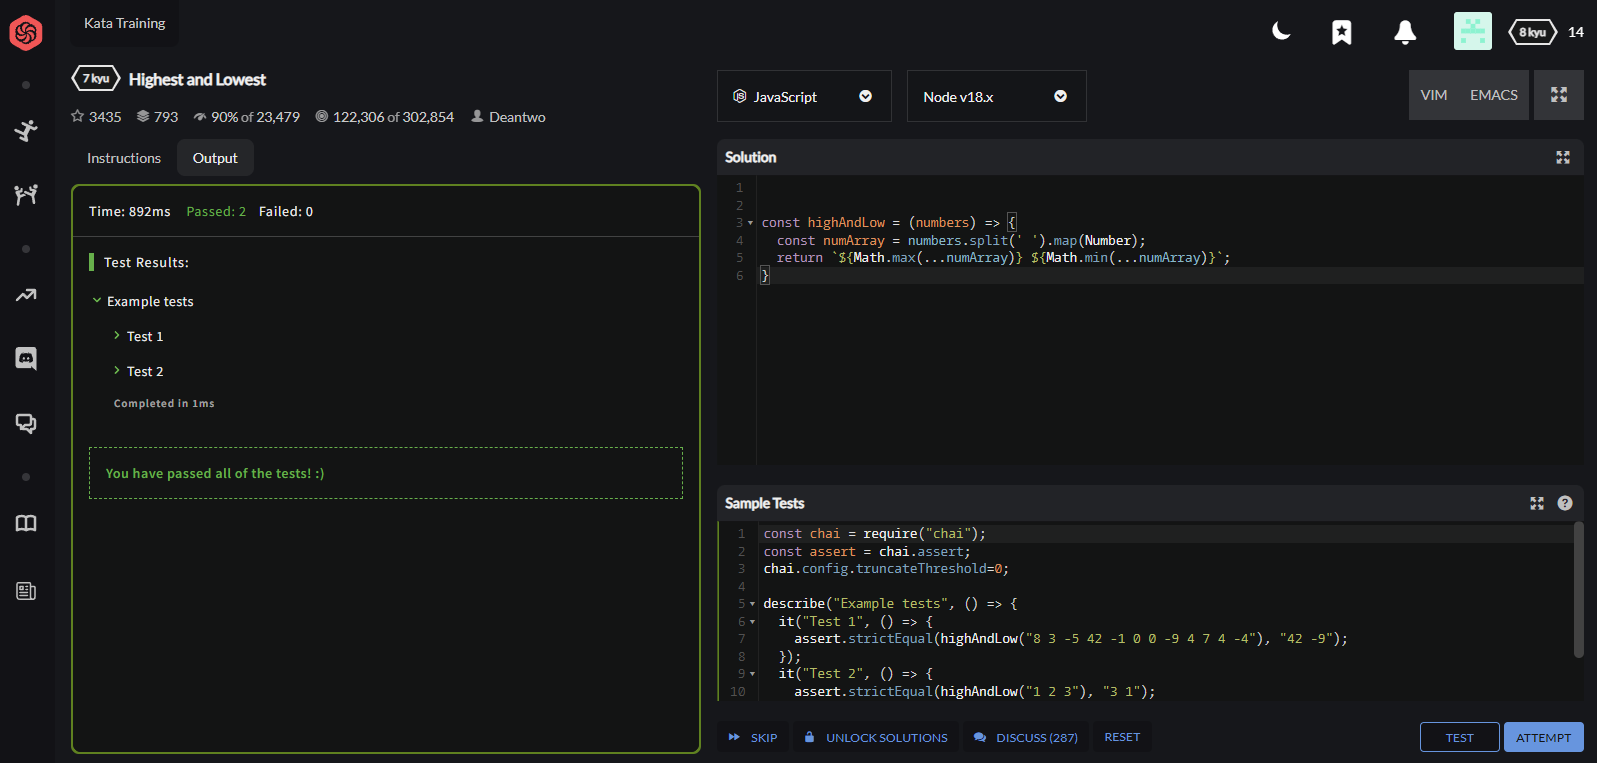 Kata Training
8 kyu 14
7 kyu Highest and Lowest
3435 793 90% of 23,479 122,306 of 302,854 Deantwo
Instructions Output
Time: 892ms Passed: 2 Failed: 0
Test Results:
Example tests
Test 1
Test 2
Completed in 1ms
You have passed all of the tests! :)
JS JavaScript Node v18.x VIM EMACS
Solution
1
2
3 const highAndLow = (numbers) => {
4 const numArray = numbers.split(' ').map(Number);
5 return `${Math.max(...numArray)} ${Math.min(...numArray)}`;
6 }
Sample Tests ?
1 const chai = require("chai");
2 const assert = chai.assert;
3 chai.config.truncateThreshold=0;
4
5 describe("Example tests", () => {
6 it("Test 1", () => {
7 assert.strictEqual(highAndLow("8 3 -5 42 -1 0 0 -9 4 7 4 -4"), "42 -9");
8 });
9 it("Test 2", () => {
10 assert.strictEqual(highAndLow("1 2 3"), "3 1");
SKIP UNLOCK SOLUTIONS DISCUSS (287) RESET TEST ATTEMPT